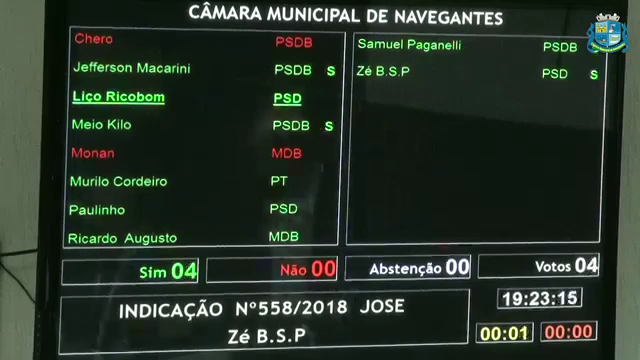 CÂMARA MUNICIPAL DE NAVEGANTES
Chero PSDB
Jefferson Macarini PSDB S
Liço Ricobom PSD
Meio Kilo PSDB S
Monan MDB
Murilo Cordeiro PT
Paulinho PSD
Ricardo Augusto MDB
Samuel Paganelli PSDB
Zé B.S.P PSD S
Sim 04 Não 00 Abstenção 00 Votos 04
INDICAÇÃO Nº558/2018 JOSE
Zé B.S.P
19:23:15
00:01 00:00